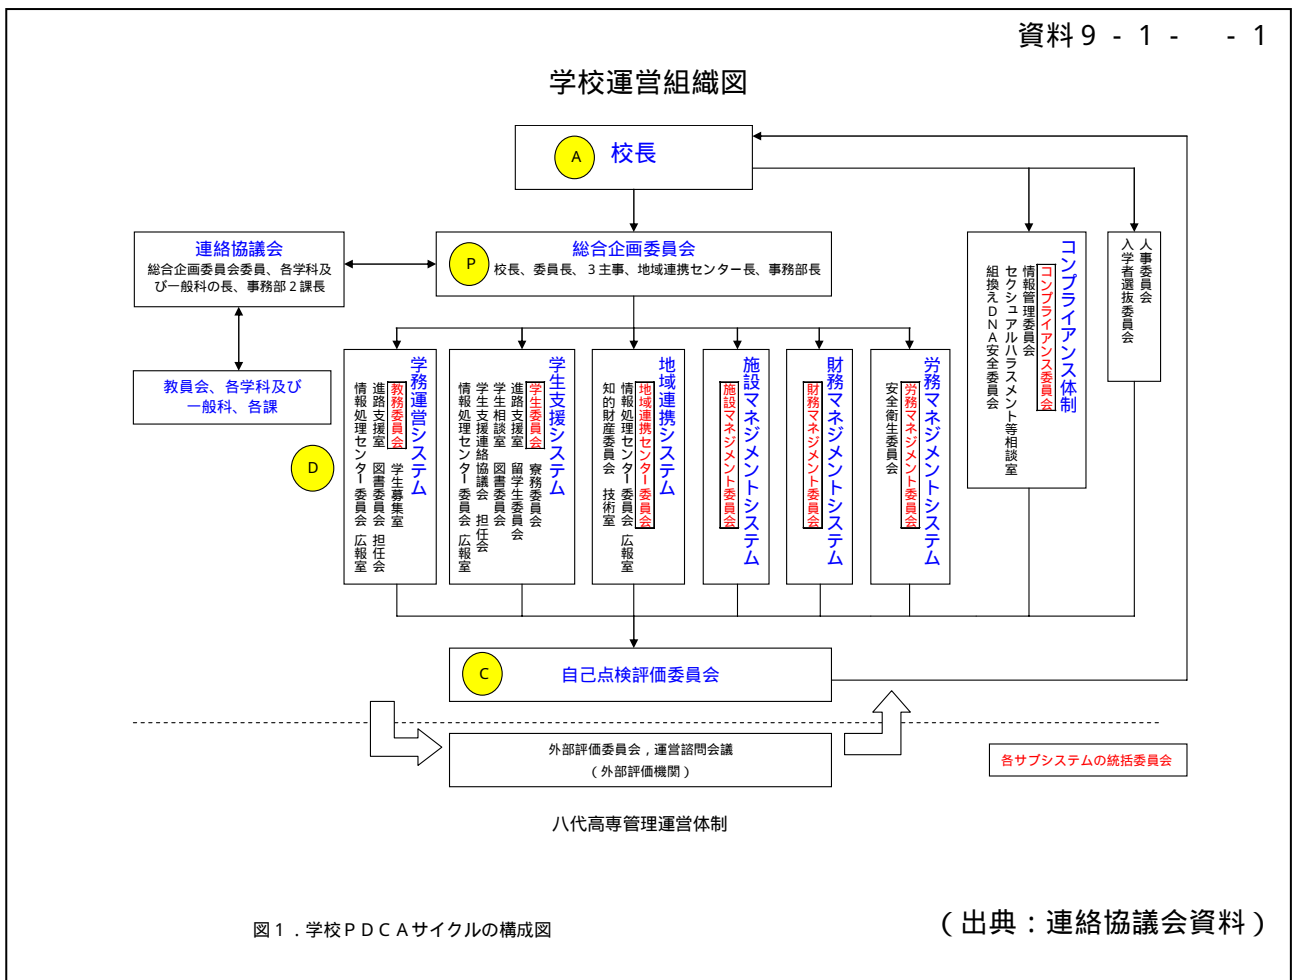 資料9-1- -1
学校運営組織図
A
校長
連絡協議会
総合企画委員会委員、各学科及
び一般科の長、事務部2課長
P
総合企画委員会
校長、委員長、3主事、地域連携センター長、事務部長
コンプライアンス体制
コンプライアンス委員会
情報管理委員会
セクシュアルハラスメント等相談室
組換えDNA安全委員会
人事委員会
入学者選抜委員会
教員会、各学科及び
一般科、各課
D
学務運営システム
教務委員会 学生募集室
進路支援室 図書委員会 担任会
情報処理センター委員会 広報室
学生支援システム
学生委員会 寮務委員会
進路支援室 留学生委員会
学生相談室 図書委員会
学生支援連絡協議会 担任会
情報処理センター委員会 広報室
地域連携システム
地域連携センター委員会
情報処理センター委員会 広報室
知的財産委員会 技術室
施設マネジメントシステム
施設マネジメント委員会
財務マネジメントシステム
財務マネジメント委員会
労務マネジメントシステム
労務マネジメント委員会
安全衛生委員会
C
自己点検評価委員会
外部評価委員会，運営諮問会議
（外部評価機関）
各サブシステムの統括委員会
八代高専管理運営体制
図1．学校PDCAサイクルの構成図
（出典：連絡協議会資料）